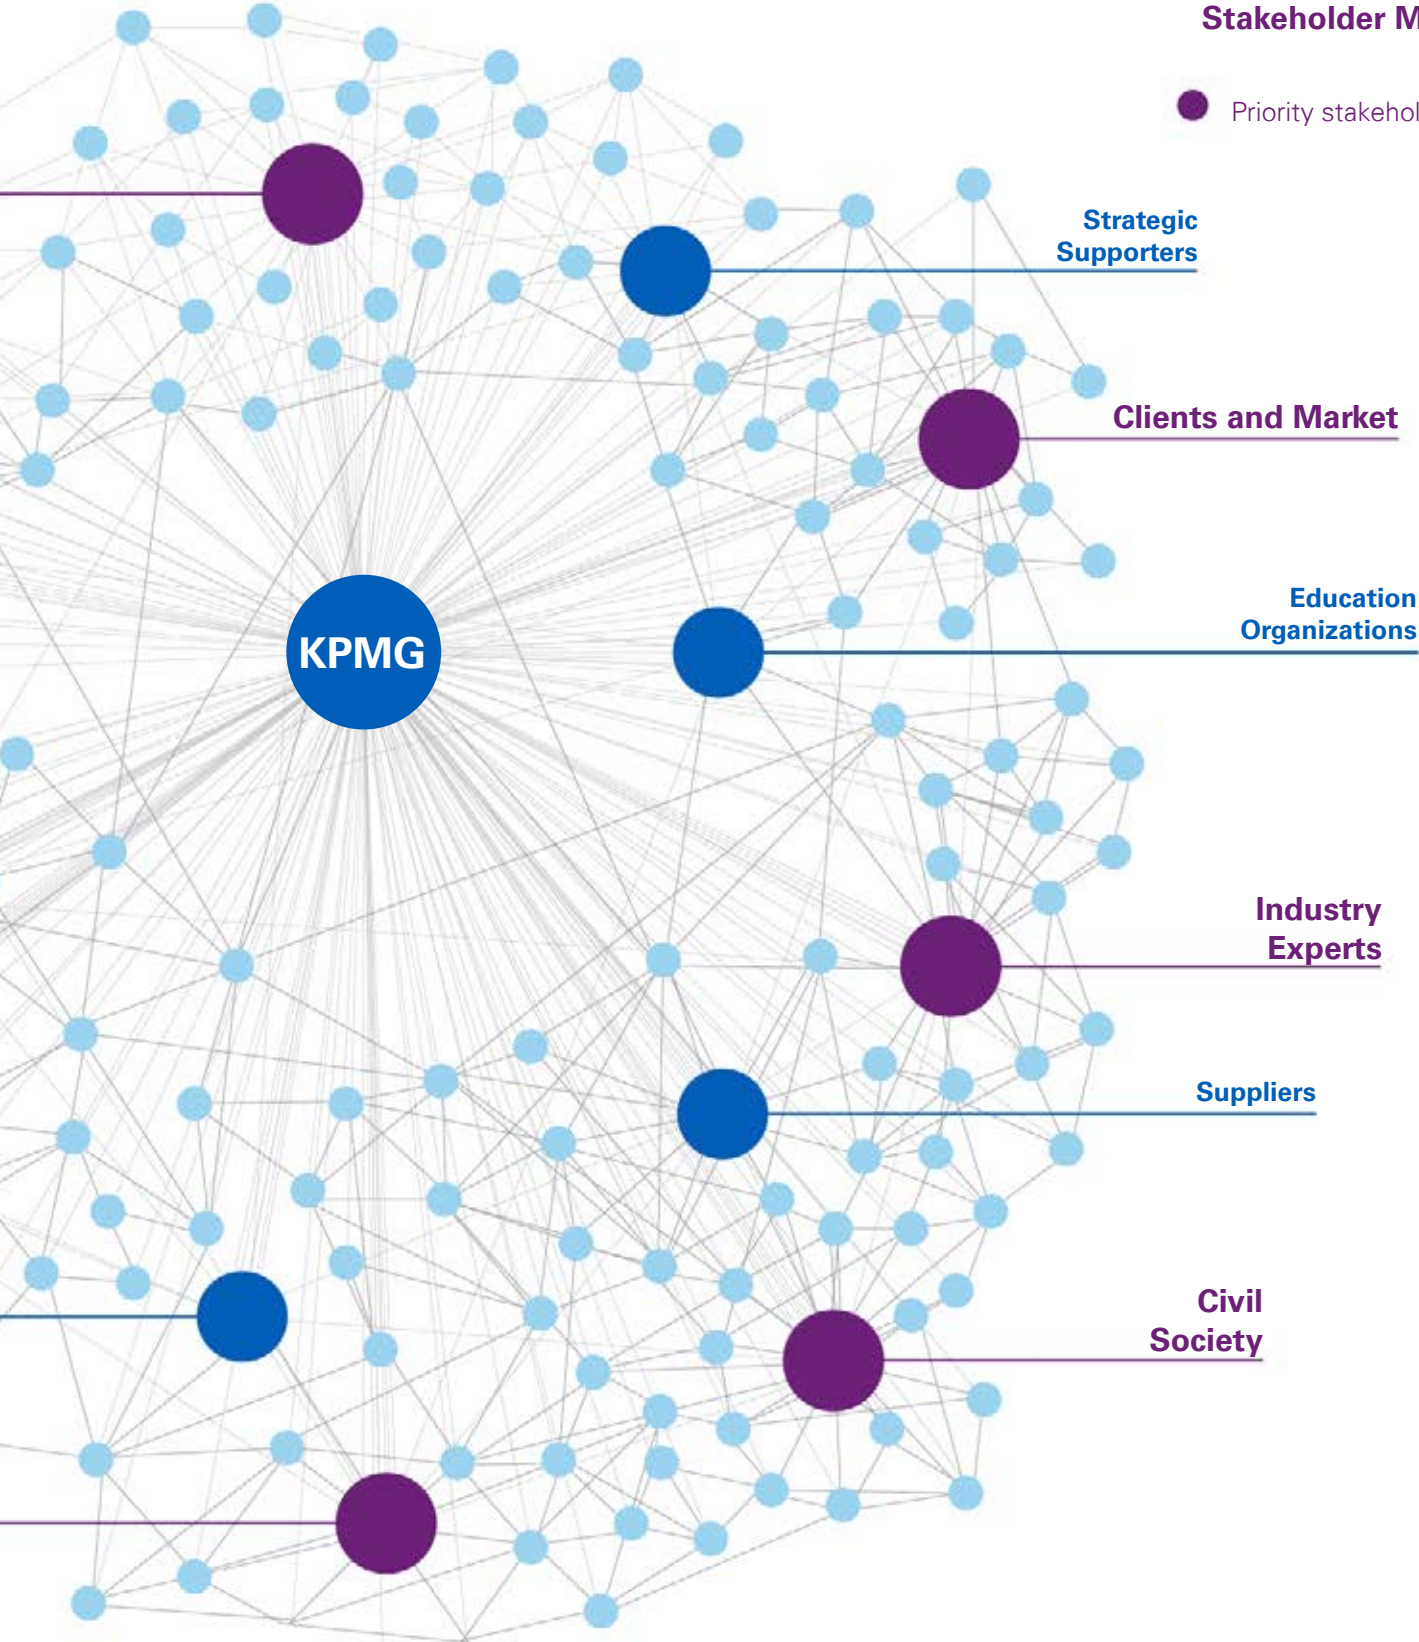 Stakeholder M
Priority stakehol
Strategic
Supporters
Clients and Market
Education
Organizations
KPMG
Industry
Experts
Suppliers
Civil
Society